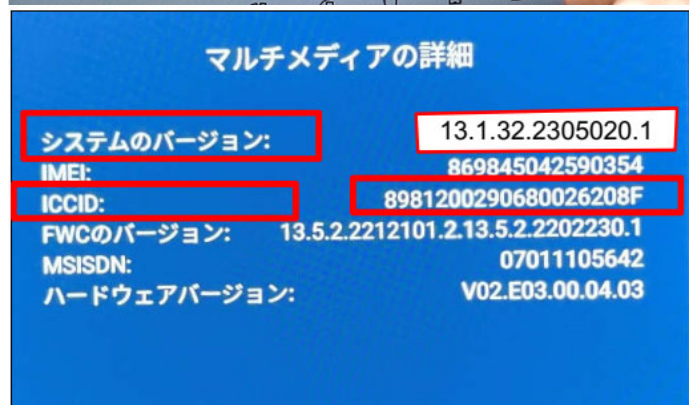 マルチメディアの詳細
システムのバージョン: 13.1.32.2305020.1
IMEI: 869845042590354
ICCID: 8981200290680026208F
FWCのバージョン: 13.5.2.2212101.2.13.5.2.2202230.1
MSISDN: 07011105642
ハードウェアバージョン: V02.E03.00.04.03